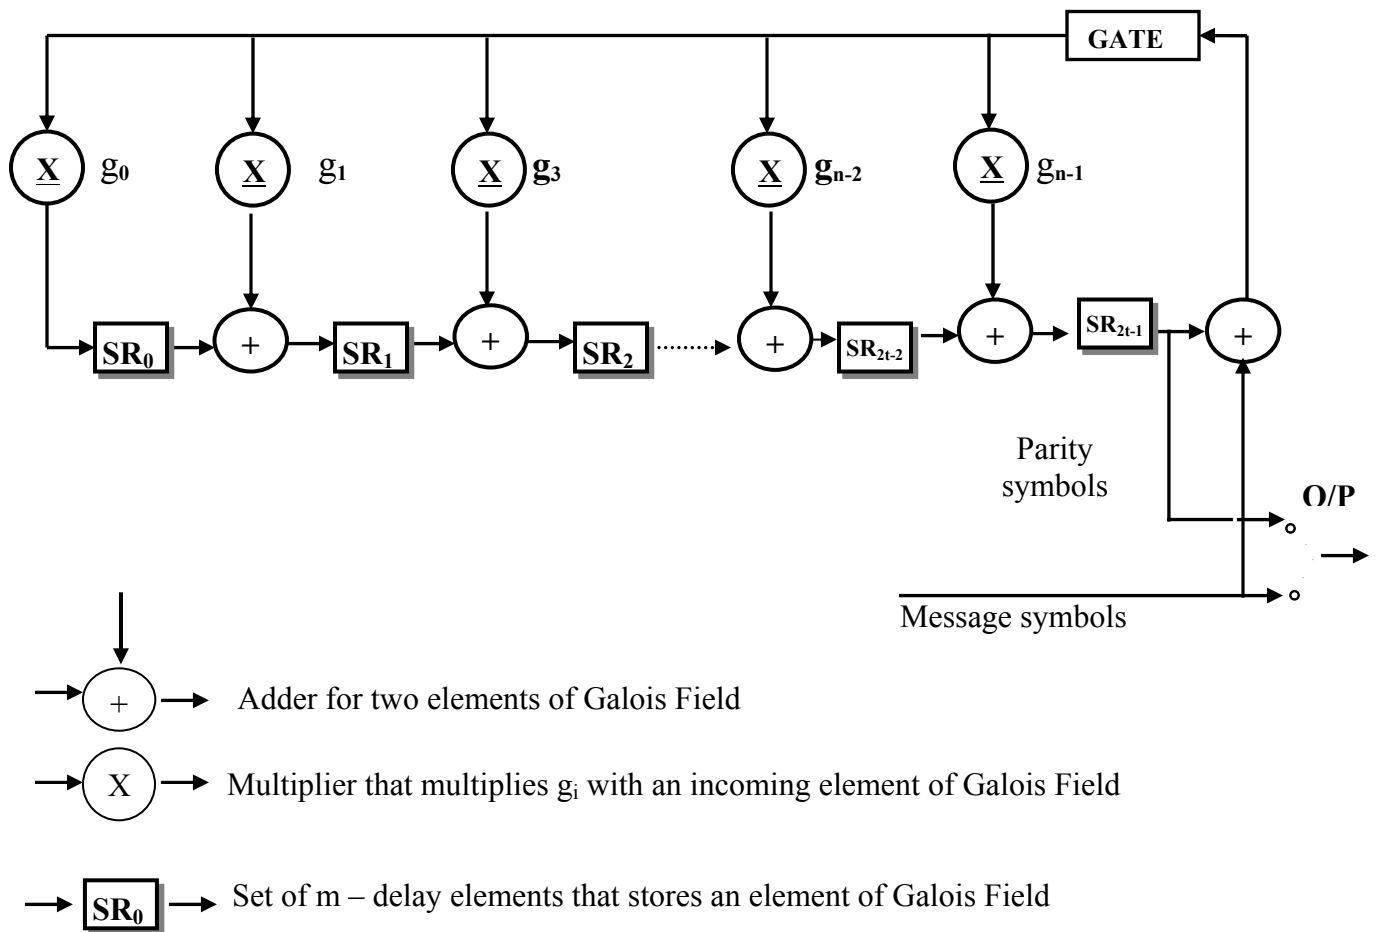 GATE
X g₀ X g₁ X g₃ X gₙ₋₂ X gₙ₋₁
SR₀ + SR₁ + SR₂ + SR₂ₜ₋₂ + SR₂ₜ₋₁ +
Parity
symbols
O/P
Message symbols
+ Adder for two elements of Galois Field
X Multiplier that multiplies gᵢ with an incoming element of Galois Field
SR₀ Set of m – delay elements that stores an element of Galois Field